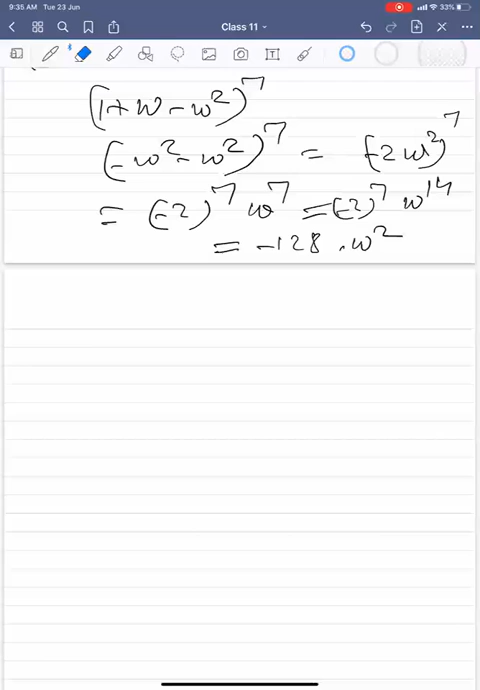 9:35 AM Tue 23 Jun 33%
Class 11
T
(1+w-w²)⁷
(-w²-w²)⁷ = (-2w²)⁷
= (-2)⁷ w⁷ = (-2)⁷ w¹⁴
= -128 . w²